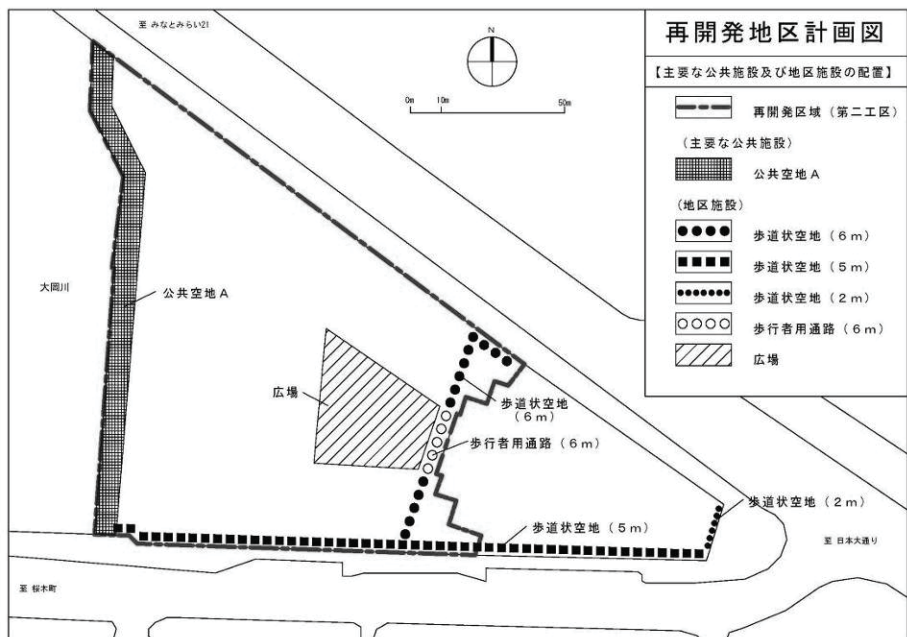 至 みなとみらい21
N
0m 10m 50m
再開発地区計画図
【主要な公共施設及び地区施設の配置】
再開発区域（第二工区）
（主要な公共施設）
公共空地A
（地区施設）
歩道状空地（6m）
歩道状空地（5m）
歩道状空地（2m）
歩行者用通路（6m）
広場
大岡川
公共空地A
広場
歩道状空地
（6m）
歩行者用通路（6m）
歩道状空地（2m）
歩道状空地（5m）
至 日本大通り
至 桜木町